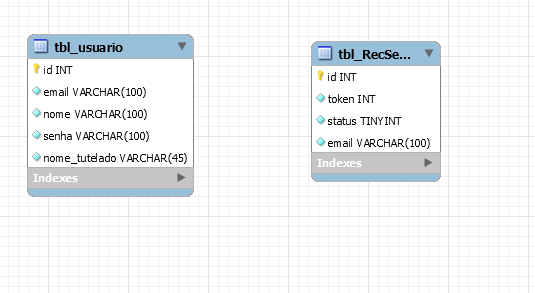 tbl_usuario
id INT
email VARCHAR(100)
nome VARCHAR(100)
senha VARCHAR(100)
nome_tutelado VARCHAR(45)
Indexes
tbl_RecSe...
id INT
token INT
status TINYINT
email VARCHAR(100)
Indexes